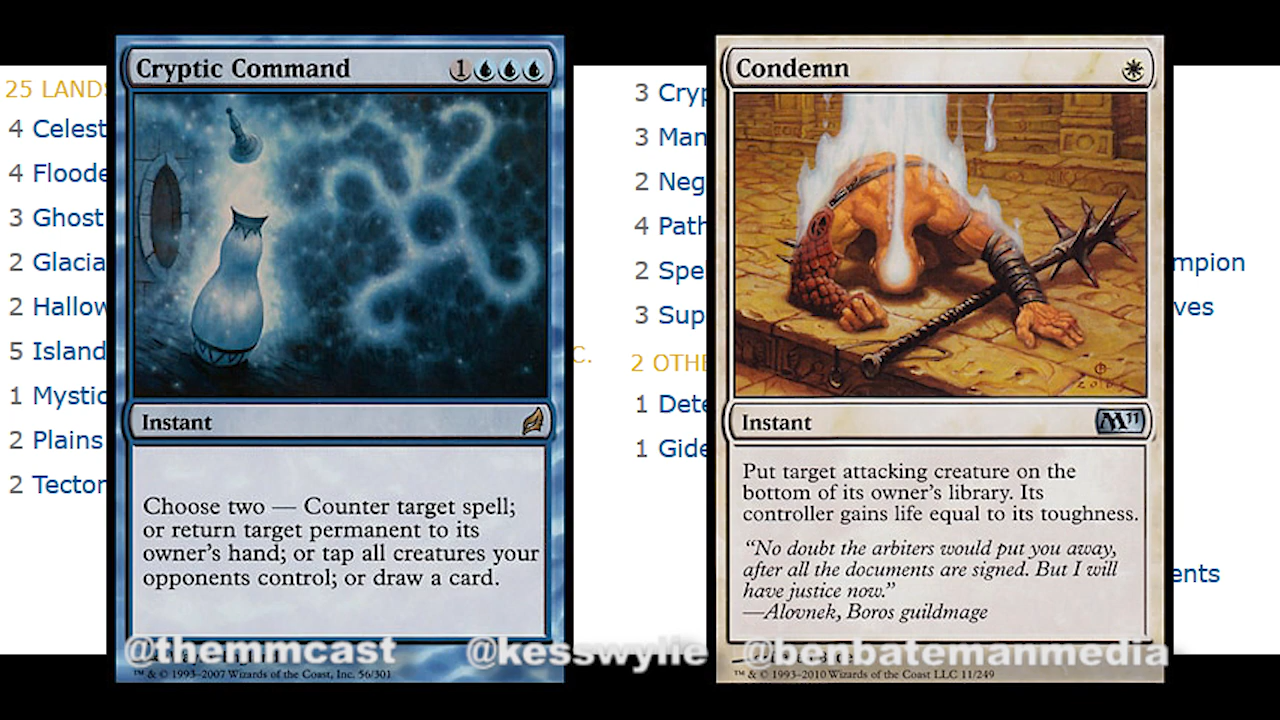 25 LANDS
4 Celest
4 Floode
3 Ghost
2 Glacia
2 Hallow
5 Island
1 Mystic
2 Plains
2 Tecton
Cryptic Command 1
Instant
Choose two — Counter target spell;
or return target permanent to its
owner's hand; or tap all creatures your
opponents control; or draw a card.
™ & © 1993–2007 Wizards of the Coast, Inc. 56/301
C.
3 Cryp
3 Man
2 Neg
4 Path
2 Spe
3 Sup
2 OTHE
1 Dete
1 Gide
Condemn
Instant
M11
Put target attacking creature on the
bottom of its owner's library. Its
controller gains life equal to its toughness.
“No doubt the arbiters would put you away,
after all the documents are signed. But I will
have justice now.”
—Alovnek, Boros guildmage
™ & © 1993–2010 Wizards of the Coast LLC 11/249
mpion
ves
ents
@themmcast @kesswylie @benbatemanmedia